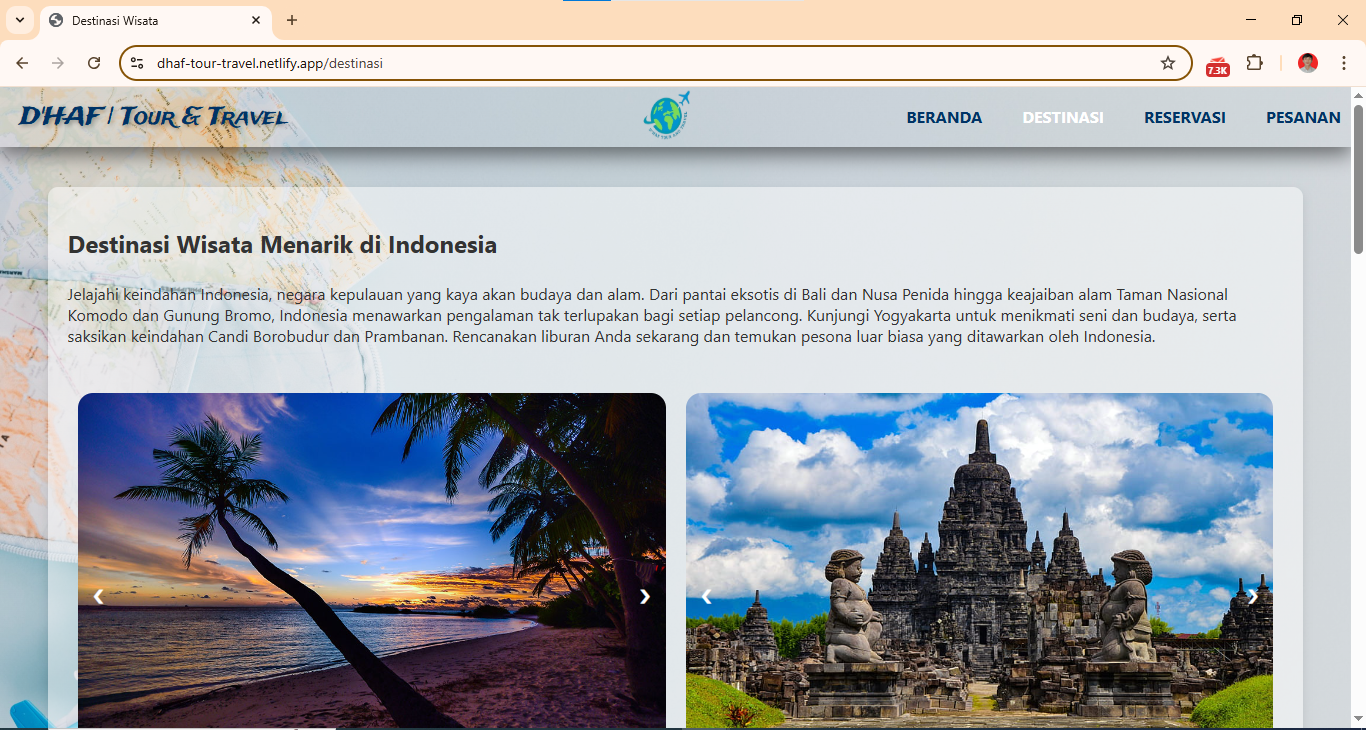 Destinasi Wisata
dhaf-tour-travel.netlify.app/destinasi
7.3K
D'HAF | TOUR & TRAVEL
BERANDA
DESTINASI
RESERVASI
PESANAN
Destinasi Wisata Menarik di Indonesia
Jelajahi keindahan Indonesia, negara kepulauan yang kaya akan budaya dan alam. Dari pantai eksotis di Bali dan Nusa Penida hingga keajaiban alam Taman Nasional
Komodo dan Gunung Bromo, Indonesia menawarkan pengalaman tak terlupakan bagi setiap pelancong. Kunjungi Yogyakarta untuk menikmati seni dan budaya, serta
saksikan keindahan Candi Borobudur dan Prambanan. Rencanakan liburan Anda sekarang dan temukan pesona luar biasa yang ditawarkan oleh Indonesia.